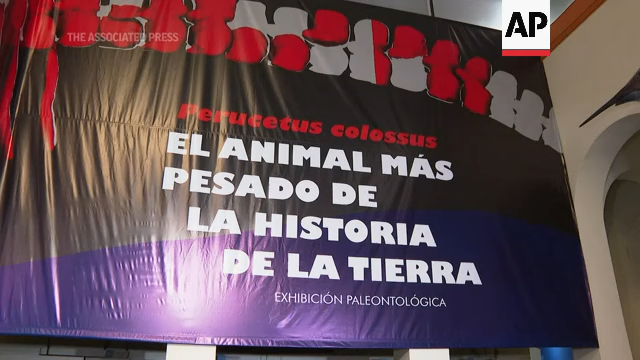 THE ASSOCIATED PRESS
AP
Perucetus colossus
EL ANIMAL MÁS
PESADO DE
LA HISTORIA
DE LA TIERRA
EXHIBICIÓN PALEONTOLÓGICA